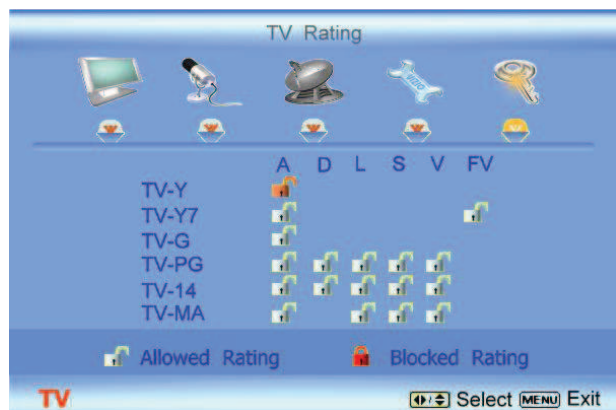 TV Rating
VIZIO
A D L S V FV
TV-Y
TV-Y7
TV-G
TV-PG
TV-14
TV-MA
Allowed Rating Blocked Rating
TV Select MENU Exit